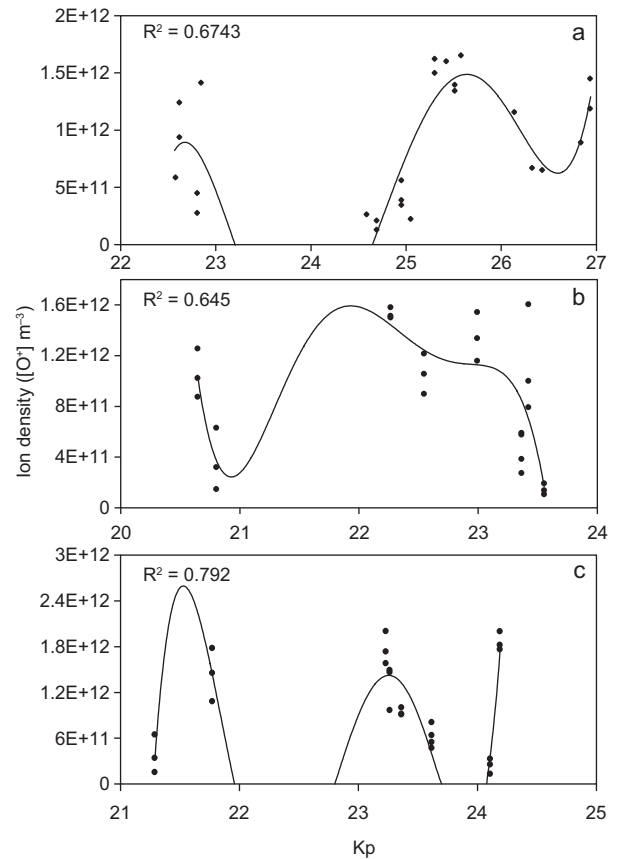 2E+12
R² = 0.6743
a
1.5E+12
1E+12
5E+11
0
22 23 24 25 26 27
R² = 0.645
b
1.6E+12
1.2E+12
8E+11
4E+11
0
20 21 22 23 24
Ion density ([O⁺] m⁻³)
3E+12
R² = 0.792
c
2.4E+12
1.8E+12
1.2E+12
6E+11
0
21 22 23 24 25
Kp